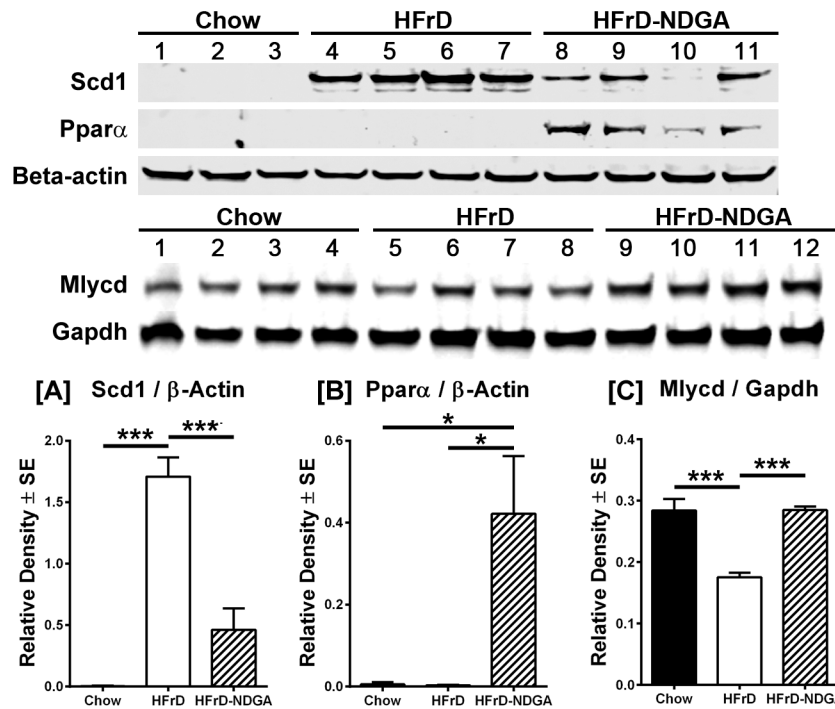 Chow HFrD HFrD-NDGA
1 2 3 4 5 6 7 8 9 10 11
Scd1
Pparα
Beta-actin
Chow HFrD HFrD-NDGA
1 2 3 4 5 6 7 8 9 10 11 12
Mlycd
Gapdh
[A] Scd1 / β-Actin
*** ***
Relative Density ± SE
2.0
1.5
1.0
0.5
0.0
Chow HFrD HFrD-NDGA
[B] Pparα / β-Actin
*
*
Relative Density ± SE
0.6
0.4
0.2
0.0
Chow HFrD HFrD-NDGA
[C] Mlycd / Gapdh
*** ***
Relative Density ± SE
0.4
0.3
0.2
0.1
0.0
Chow HFrD HFrD-NDGA